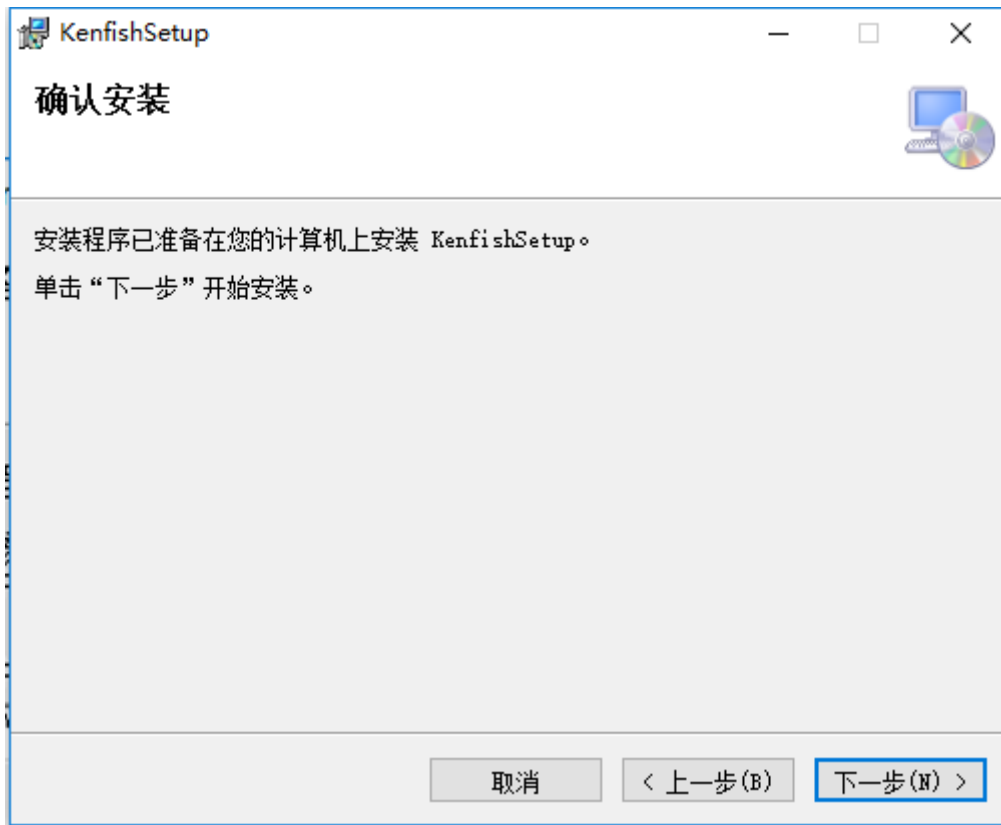 KenfishSetup
确认安装
安装程序已准备在您的计算机上安装 KenfishSetup。
单击“下一步”开始安装。
取消
< 上一步(B)
下一步(N) >